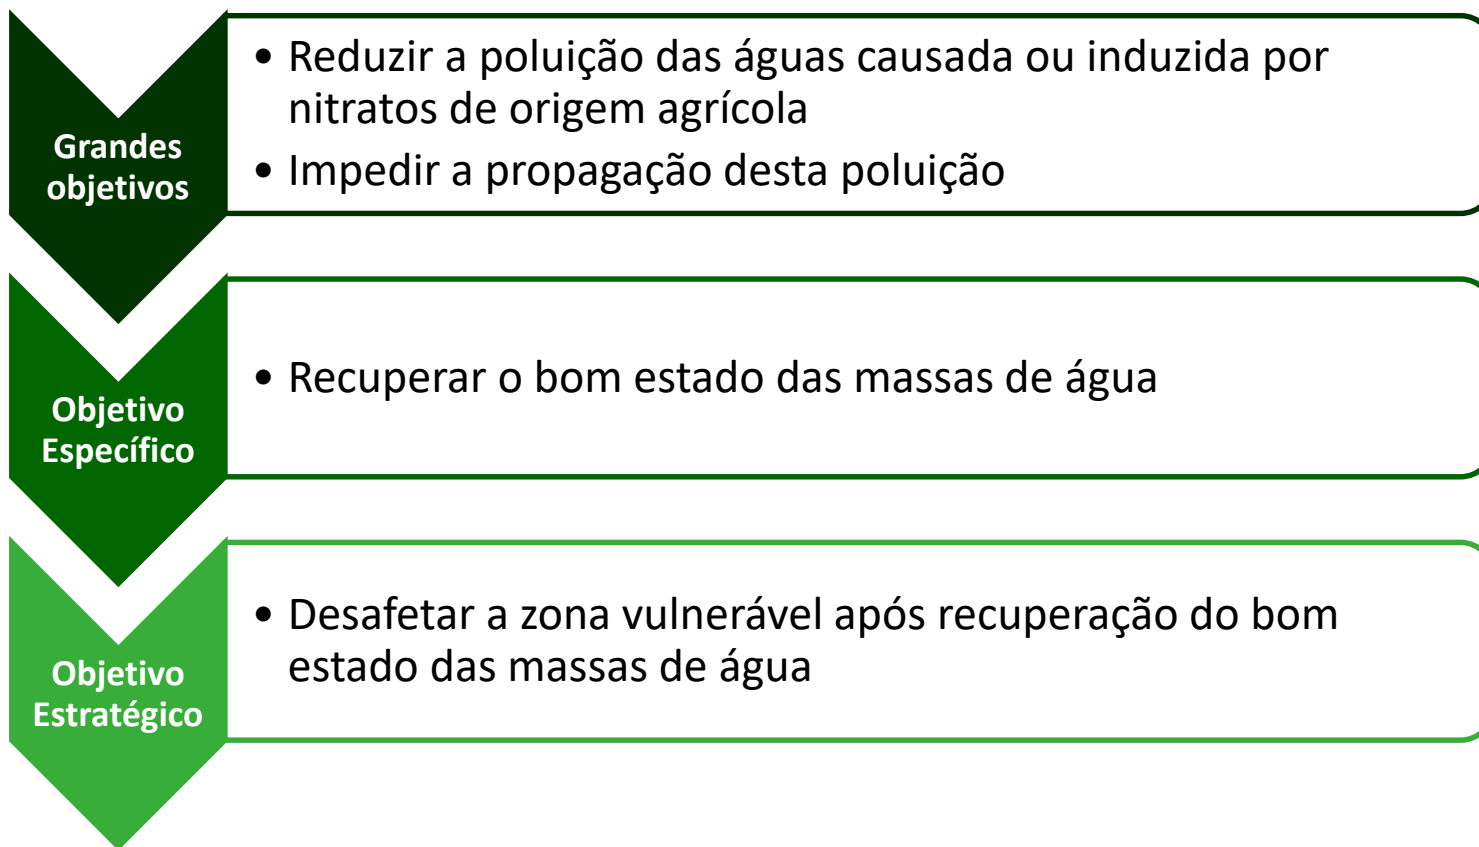 Grandes
objetivos
• Reduzir a poluição das águas causada ou induzida por
nitratos de origem agrícola
• Impedir a propagação desta poluição
Objetivo
Específico
• Recuperar o bom estado das massas de água
Objetivo
Estratégico
• Desafetar a zona vulnerável após recuperação do bom
estado das massas de água